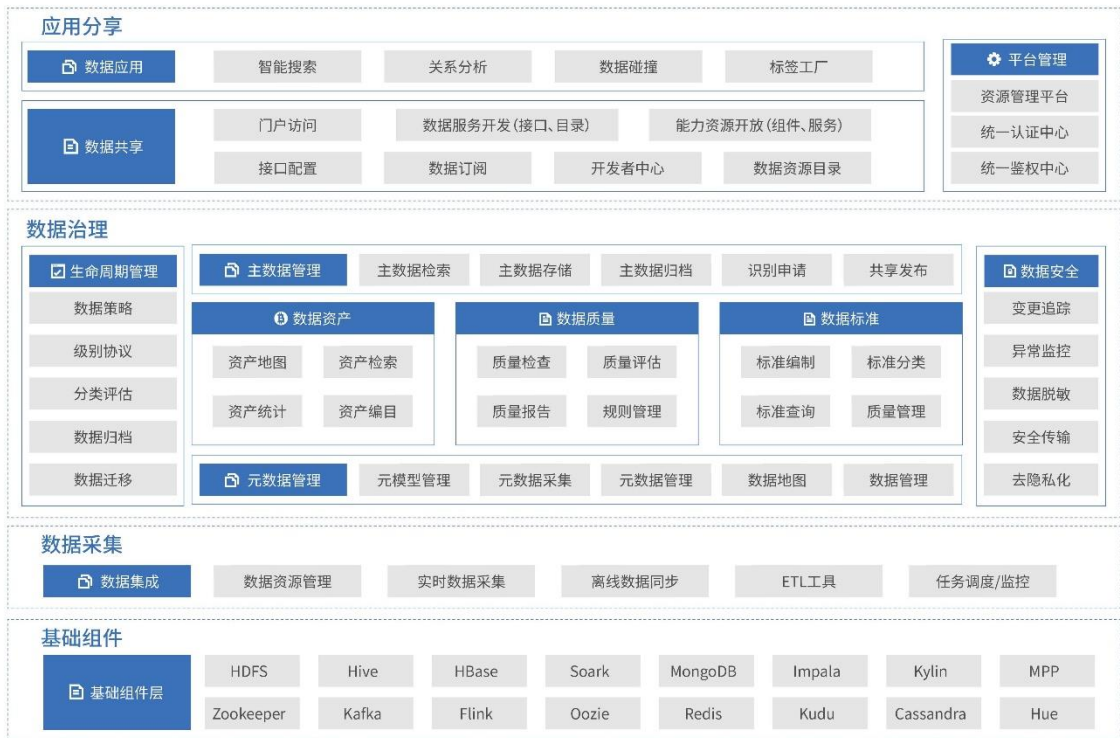 应用分享
数据应用 智能搜索 关系分析 数据碰撞 标签工厂
数据共享
门户访问 数据服务开发(接口、目录) 能力资源开放(组件、服务)
接口配置 数据订阅 开发者中心 数据资源目录
平台管理
资源管理平台
统一认证中心
统一鉴权中心
数据治理
生命周期管理
数据策略
级别协议
分类评估
数据归档
数据迁移
主数据管理 主数据检索 主数据存储 主数据归档 识别申请 共享发布
数据资产
资产地图 资产检索
资产统计 资产编目
数据质量
质量检查 质量评估
质量报告 规则管理
数据标准
标准编制 标准分类
标准查询 质量管理
元数据管理 元模型管理 元数据采集 元数据管理 数据地图 数据管理
数据安全
变更追踪
异常监控
数据脱敏
安全传输
去隐私化
数据采集
数据集成 数据资源管理 实时数据采集 离线数据同步 ETL工具 任务调度/监控
基础组件
基础组件层
HDFS Hive HBase Soark MongoDB Impala Kylin MPP
Zookeeper Kafka Flink Oozie Redis Kudu Cassandra Hue